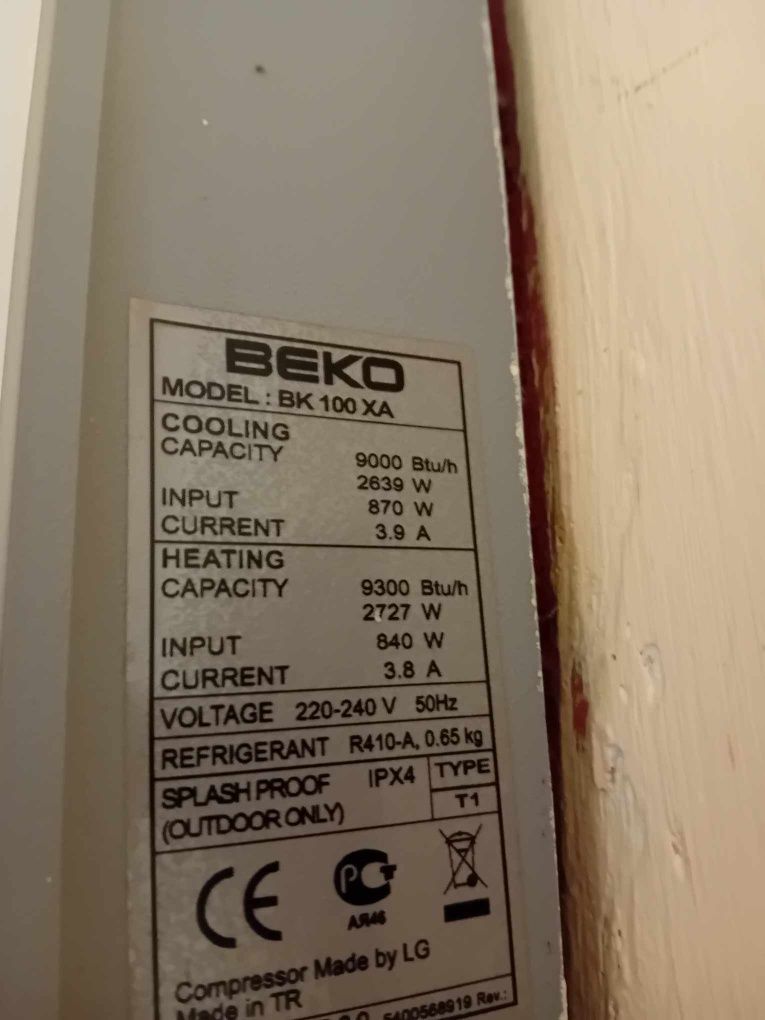 BEKO
MODEL : BK 100 XA
COOLING
CAPACITY
9000 Btu/h
2639 W
INPUT 870 W
CURRENT 3.9 A
HEATING
CAPACITY 9300 Btu/h
2727 W
INPUT 840 W
CURRENT 3.8 A
VOLTAGE 220-240 V 50Hz
REFRIGERANT R410-A, 0.65 kg
SPLASH PROOF IPX4 TYPE
(OUTDOOR ONLY) T1
CE
РСТ
АЯ46
Compressor Made by LG
Made in TR
5400568919 Rev.: